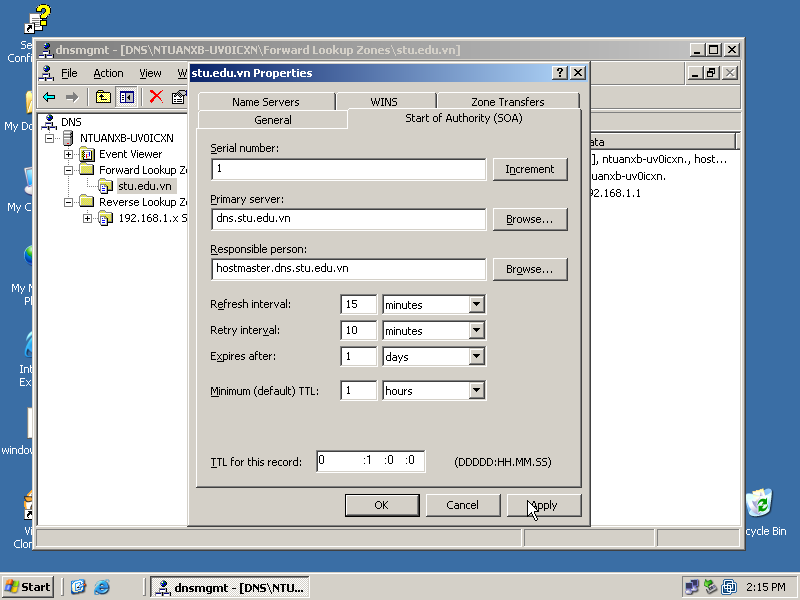 dnsmgmt - [DNS\NTUANXB-UV0ICXN\Forward Lookup Zones\stu.edu.vn]
File Action View W
stu.edu.vn Properties
Name Servers WINS Zone Transfers
General Start of Authority (SOA)
Serial number:
1 Increment
Primary server:
dns.stu.edu.vn Browse...
Responsible person:
hostmaster.dns.stu.edu.vn Browse...
Refresh interval: 15 minutes
Retry interval: 10 minutes
Expires after: 1 days
Minimum (default) TTL: 1 hours
TTL for this record: 0 :1 :0 :0 (DDDDD:HH.MM.SS)
OK Cancel Apply
DNS
NTUANXB-UV0ICXN
Event Viewer
Forward Lookup Z
stu.edu.vn
Reverse Lookup Zo
192.168.1.x S
ata
], ntuanxb-uv0icxn., host...
uanxb-uv0icxn.
92.168.1.1
Se
Confi
My Do
My C
My N
Pl
Int
Ex
window
Vi
Clon
cycle Bin
Start dnsmgmt - [DNS\NTU... 2:15 PM